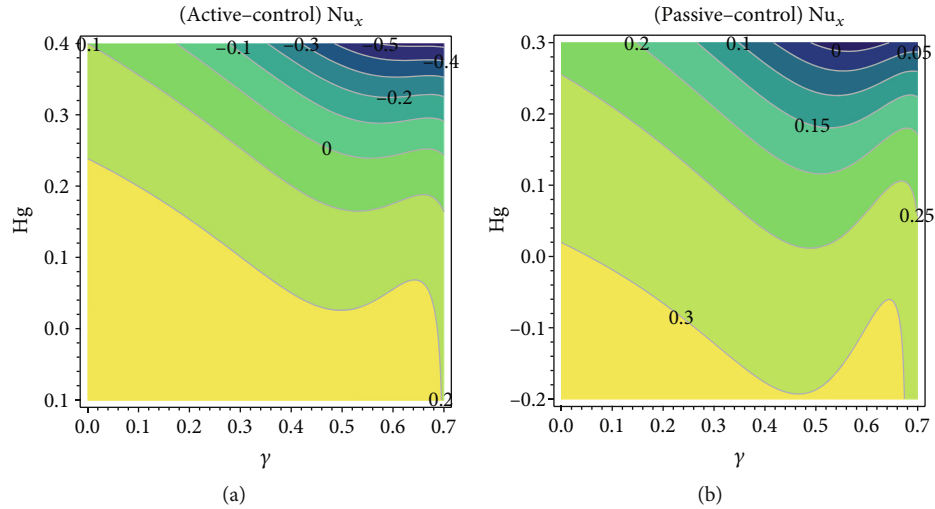 (Active–control) Nu_x
0.1 –0.1 –0.3 –0.5
–0.4
–0.2
0
0.2
0.4
0.3
0.2
0.1
0.0
0.1
Hg
0.0 0.1 0.2 0.3 0.4 0.5 0.6 0.7
γ
(a)
(Passive–control) Nu_x
0.2 0.1 0 0.05
0.15
0.25
0.3
0.3
0.2
0.1
0.0
–0.1
–0.2
Hg
0.0 0.1 0.2 0.3 0.4 0.5 0.6 0.7
γ
(b)